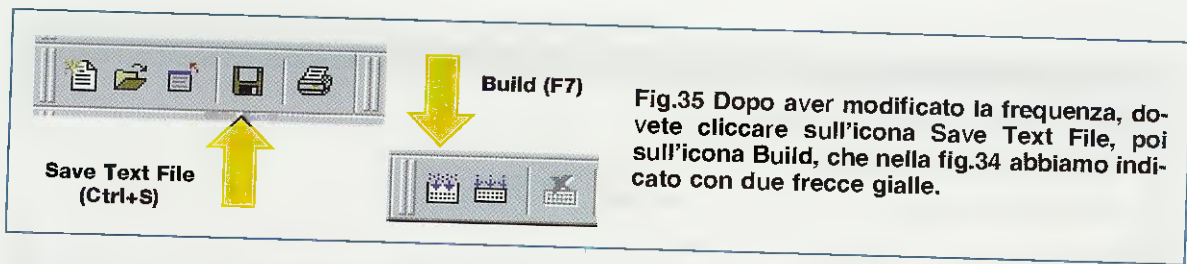 Build (F7)
Save Text File
(Ctrl+S)
Fig.35 Dopo aver modificato la frequenza, do-
vete cliccare sull'icona Save Text File, poi
sull'icona Build, che nella fig.34 abbiamo indi-
cato con due frecce gialle.